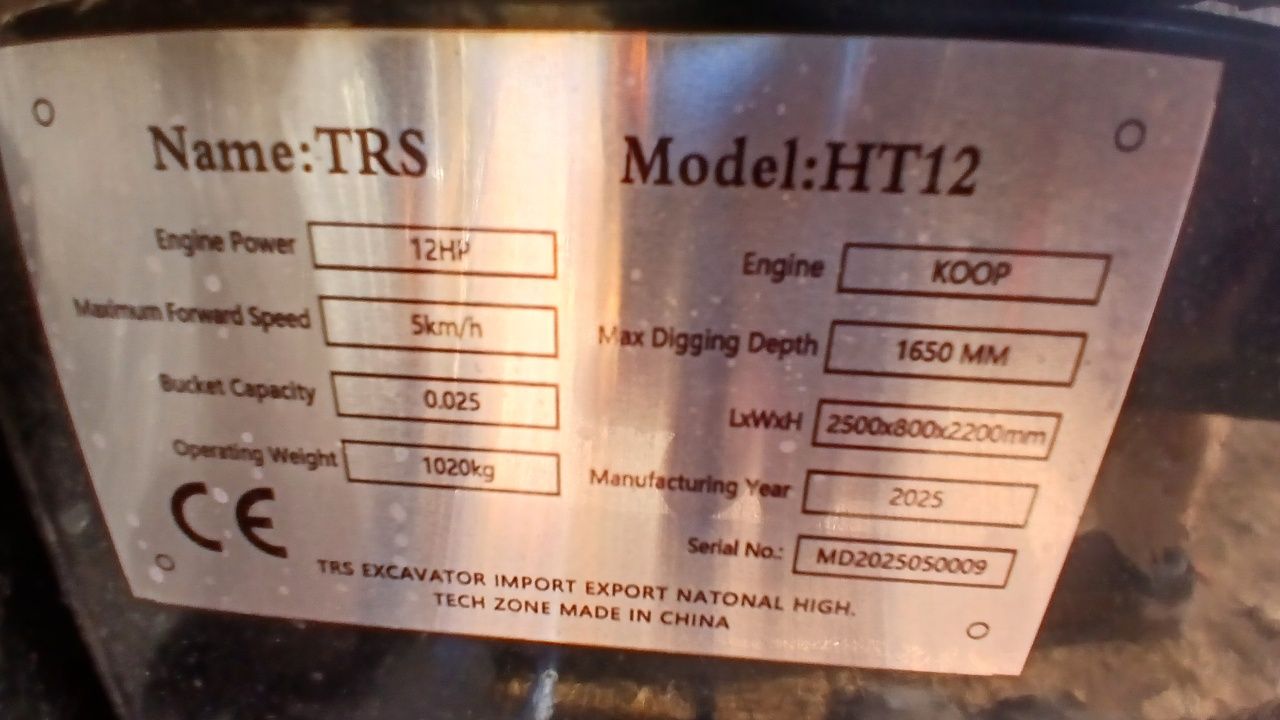 Name:TRS
Model:HT12
Engine Power 12HP
Maximum Forward Speed 5km/h
Bucket Capacity 0.025
Operating Weight 1020kg
Engine KOOP
Max Digging Depth 1650 MM
LxWxH 2500x800x2200mm
Manufacturing Year 2025
Serial No.: MD2025050009
CE
TRS EXCAVATOR IMPORT EXPORT NATONAL HIGH.
TECH ZONE MADE IN CHINA